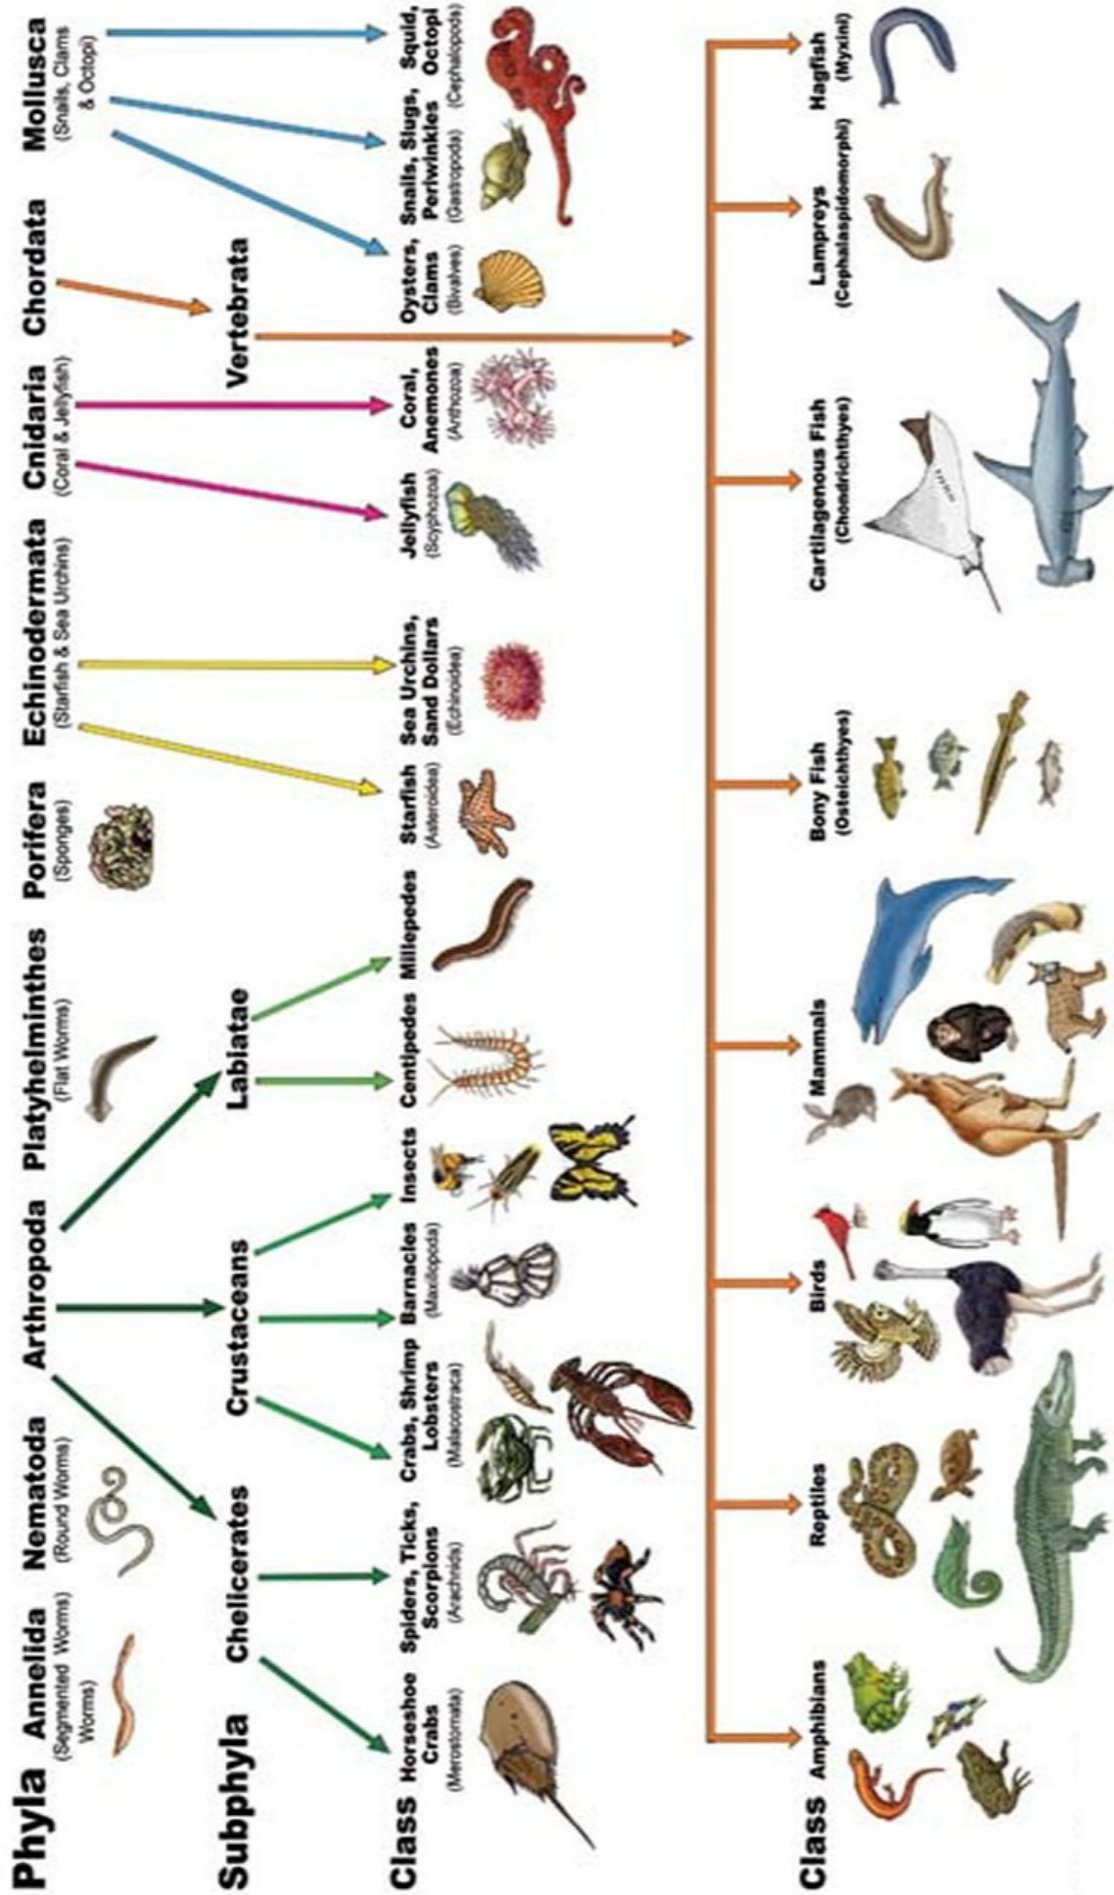 Phyla
Annelida
(Segmented Worms)
Worms)
Nematoda
(Round Worms)
Arthropoda
Platyhelminthes
(Flat Worms)
Porifera
(Sponges)
Echinodermata
(Starfish & Sea Urchins)
Cnidaria
(Coral & Jellyfish)
Chordata
Mollusca
(Snails, Clams
& Octopi)
Subphyla
Chelicerates
Crustaceans
Labiatae
Vertebrata
Class
Horseshoe
Crabs
(Merostomata)
Spiders, Ticks,
Scorpions
(Arachnids)
Crabs, Shrimp
Lobsters
(Malacostraca)
Barnacles
(Maxillopoda)
Insects
Centipedes
Millepedes
Starfish
(Asteroidea)
Sea Urchins,
Sand Dollars
(Echinoidea)
Jellyfish
(Scyphozoa)
Coral,
Anemones
(Anthozoa)
Oysters,
Clams
(Bivalves)
Snails, Slugs,
Periwinkles
(Gastropoda)
Squid,
Octopi
(Cephalopods)
Class
Amphibians
Reptiles
Birds
Mammals
Bony Fish
(Osteichthyes)
Cartilagenous Fish
(Chondrichthyes)
Lampreys
(Cephalaspidomorphi)
Hagfish
(Myxini)